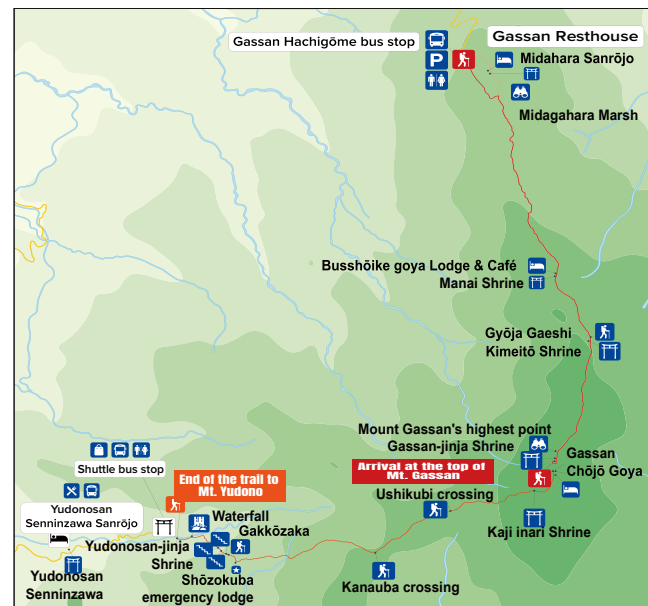 Gassan Hachigōme bus stop
P
Gassan Resthouse
Midahara Sanrōjo
Midagahara Marsh
Busshōike goya Lodge & Café
Manai Shrine
Gyōja Gaeshi
Kimeitō Shrine
Mount Gassan's highest point
Gassan-jinja Shrine
Gassan
Chōjō Goya
Arrival at the top of
Mt. Gassan
Ushikubi crossing
Kaji inari Shrine
Kanauba crossing
Shuttle bus stop
End of the trail to
Mt. Yudono
Yudonosan
Senninzawa Sanrōjo
Waterfall
Gakkōzaka
Yudonosan-jinja
Shrine
Shōzokuba
emergency lodge
Yudonosan
Senninzawa